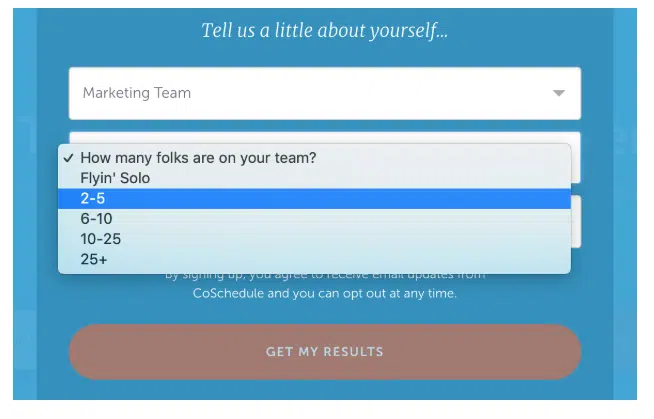 Tell us a little about yourself...
Marketing Team
✓ How many folks are on your team?
Flyin' Solo
2-5
6-10
10-25
25+
By signing up, you agree to receive email updates from
CoSchedule and you can opt out at any time.
GET MY RESULTS